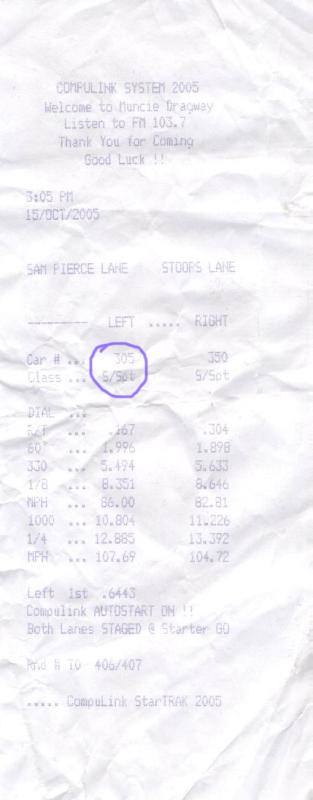 COMPULINK SYSTEM 2005
Welcome to Muncie Dragway
Listen to FM 103.7
Thank You for Coming
Good Luck !!
3:05 PM
15/OCT/2005
SAM PIERCE LANE STOOPS LANE
--------- LEFT ..... RIGHT
Car # ... 305 350
Class ... S/Spt S/Spt
DIAL ...
R/T ... .167 .304
60' ... 1.996 1.898
330 ... 5.494 5.633
1/8 ... 8.351 8.646
MPH ... 86.00 82.81
1000 ... 10.804 11.226
1/4 ... 12.885 13.392
MPH ... 107.69 104.72
Left 1st .6443
Compulink AUTOSTART ON !!
Both Lanes STAGED @ Starter GO
Rnd # TO 406/407
..... CompuLink StarTRAK 2005